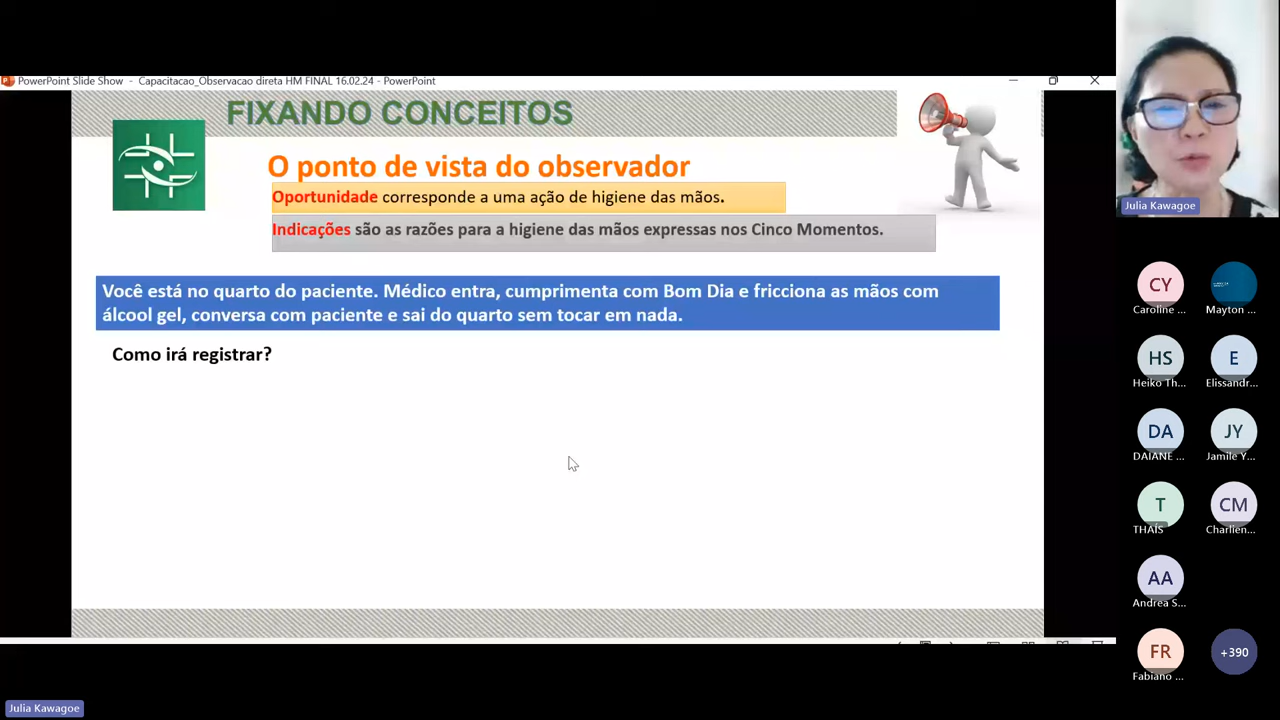 PowerPoint Slide Show - Capacitacao_Observacao direta HM FINAL 16.02.24 - PowerPoint
FIXANDO CONCEITOS
O ponto de vista do observador
Oportunidade corresponde a uma ação de higiene das mãos.
Indicações são as razões para a higiene das mãos expressas nos Cinco Momentos.
Você está no quarto do paciente. Médico entra, cumprimenta com Bom Dia e fricciona as mãos com
álcool gel, conversa com paciente e sai do quarto sem tocar em nada.
Como irá registrar?
Julia Kawagoe
CY
Caroline ...
Mayton ...
HS
E
Heiko Th...
Elissandr...
DA
JY
DAIANE ...
Jamile Y...
T
CM
THAÍS
Charlien...
AA
Andrea S...
FR
+390
Fabiano ...
Julia Kawagoe